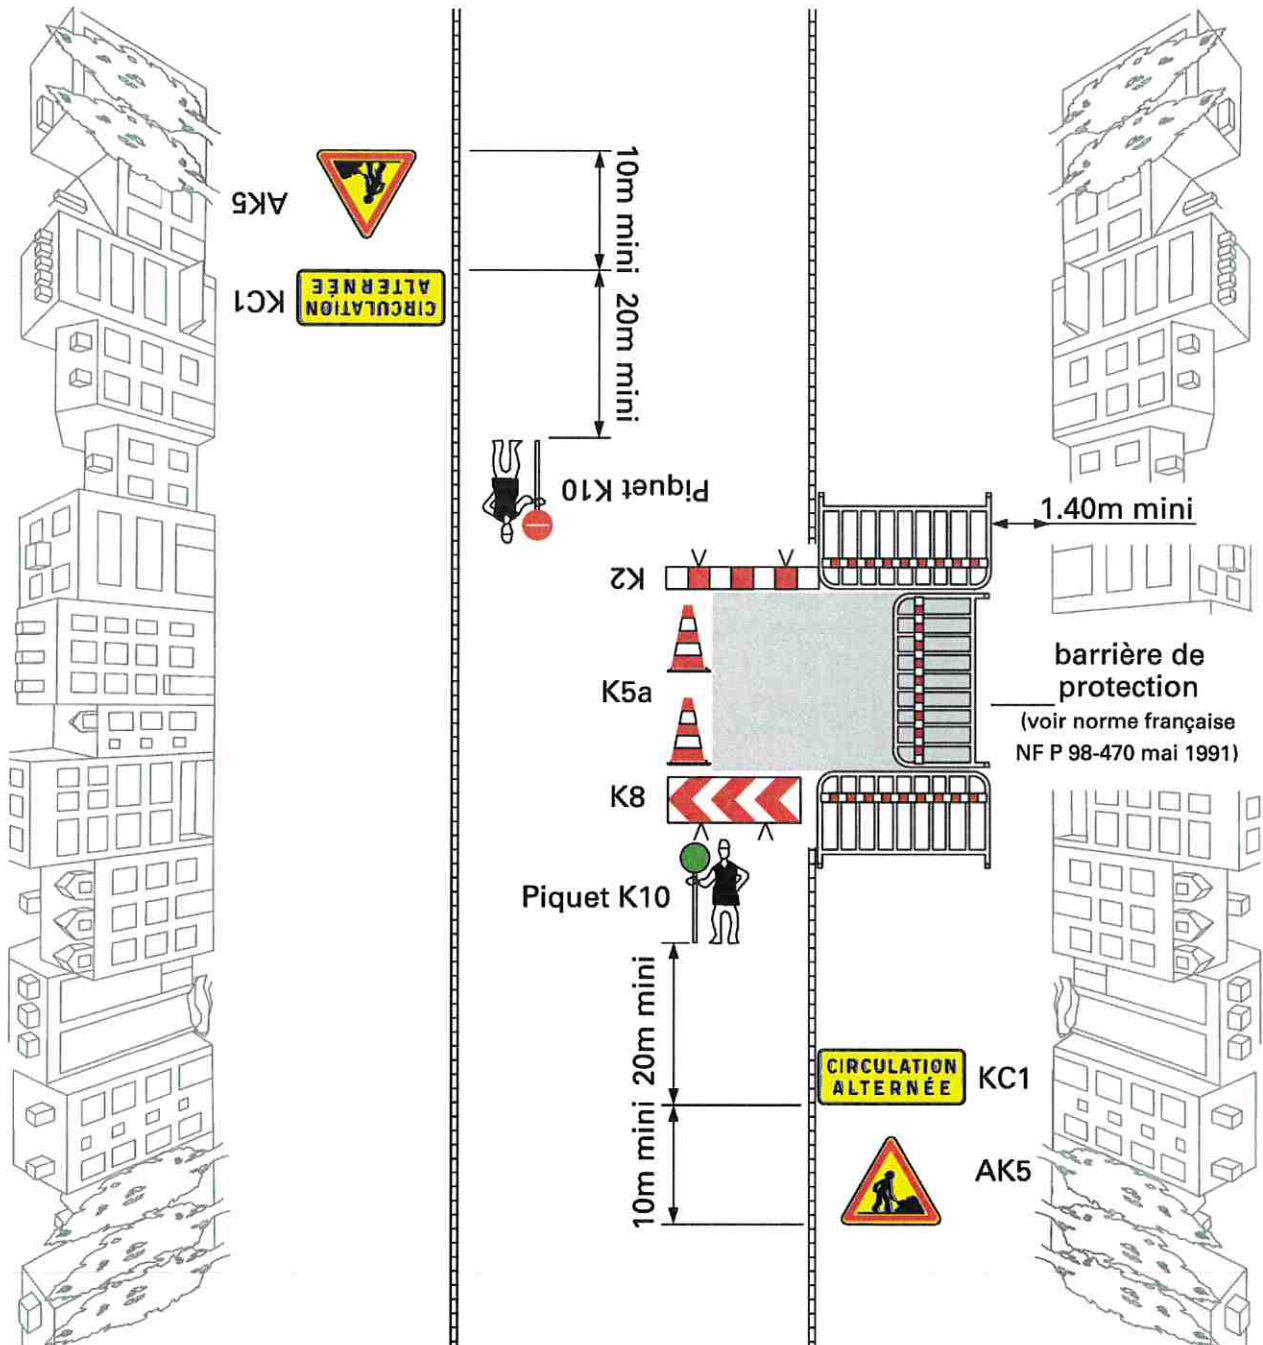 10m mini
AK5
CIRCULATION
ALTERNÉE
KC1
20m mini
Piquet K10
1.40m mini
K2
barrière de
protection
(voir norme française
NF P 98-470 mai 1991)
K5a
K8
Piquet K10
20m mini
CIRCULATION
ALTERNÉE
KC1
10m mini
AK5